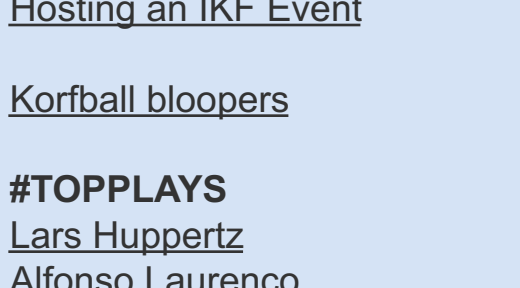 Hosting an IKF Event
Korfball bloopers
#TOPPLAYS
Lars Huppertz
Alfonso Laurenco